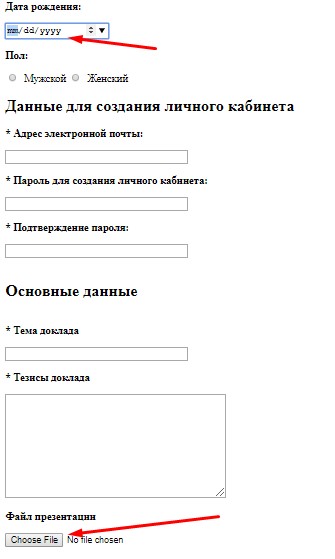 Дата рождения:
mm/dd/yyyy
Пол:
Мужской Женский
Данные для создания личного кабинета
* Адрес электронной почты:
* Пароль для создания личного кабинета:
* Подтверждение пароля:
Основные данные
* Тема доклада
* Тезисы доклада
Файл презентации
Choose File No file chosen